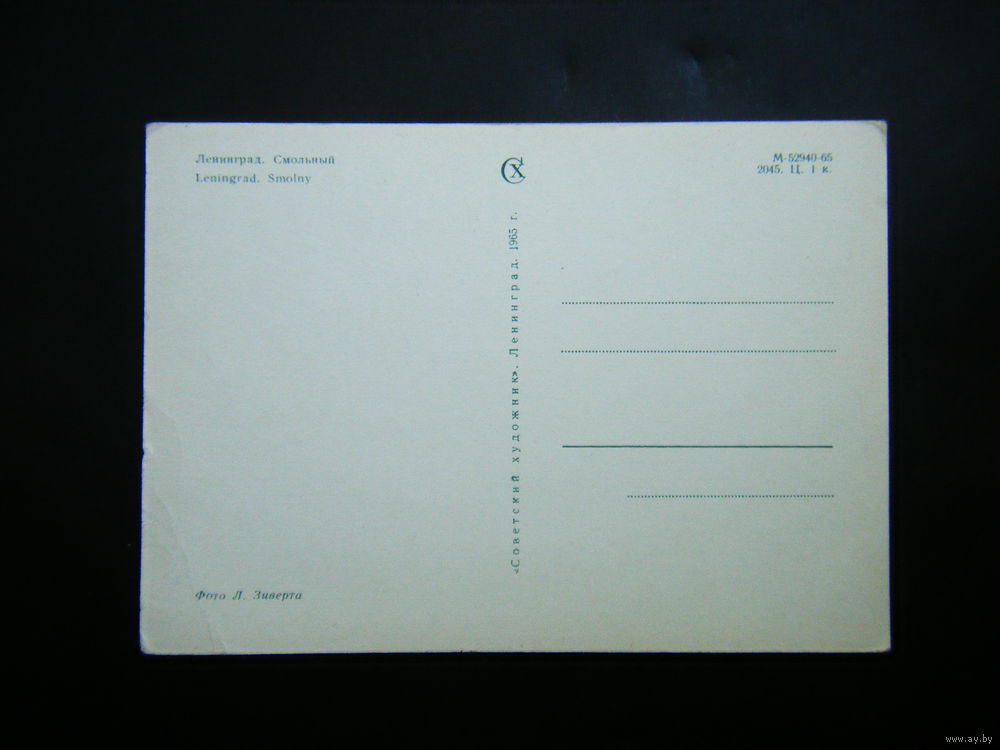 Ленинград. Смольный
Leningrad. Smolny
Фото Л. Зиверта
СХ
«Советский художник». Ленинград. 1965 г.
М-52940-65
2045. Ц. 1 к.
www.ay.by